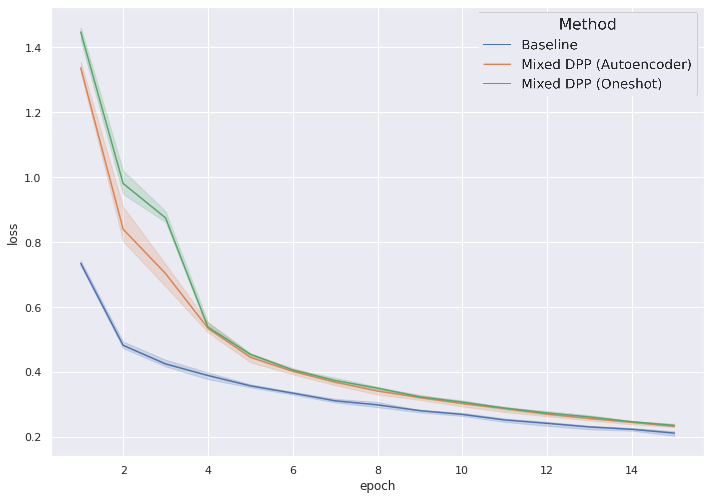 Method
Baseline
Mixed DPP (Autoencoder)
Mixed DPP (Oneshot)
1.4
1.2
1.0
0.8
0.6
0.4
0.2
loss
2 4 6 8 10 12 14
epoch